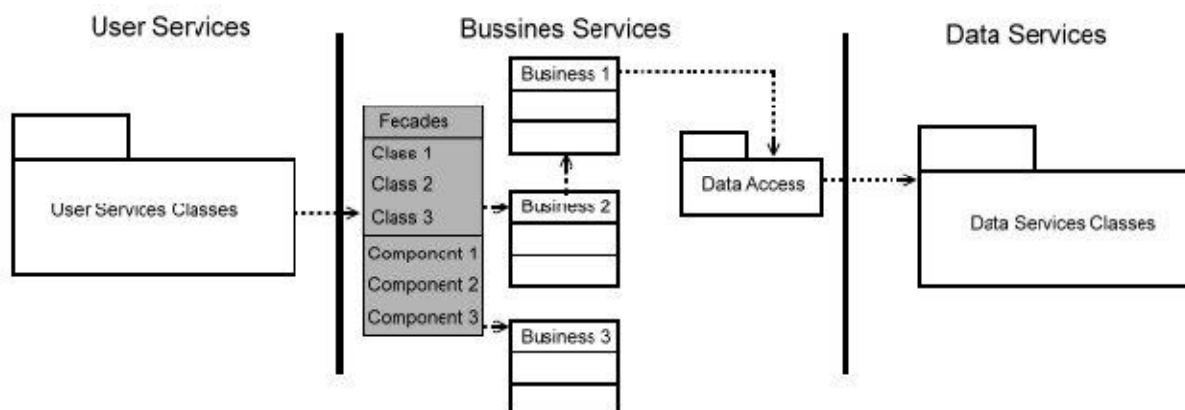 User Services
Bussines Services
Data Services
User Services Classes
Fecades
Class 1
Class 2
Class 3
Component 1
Component 2
Component 3
Business 1
Business 2
Business 3
Data Access
Data Services Classes